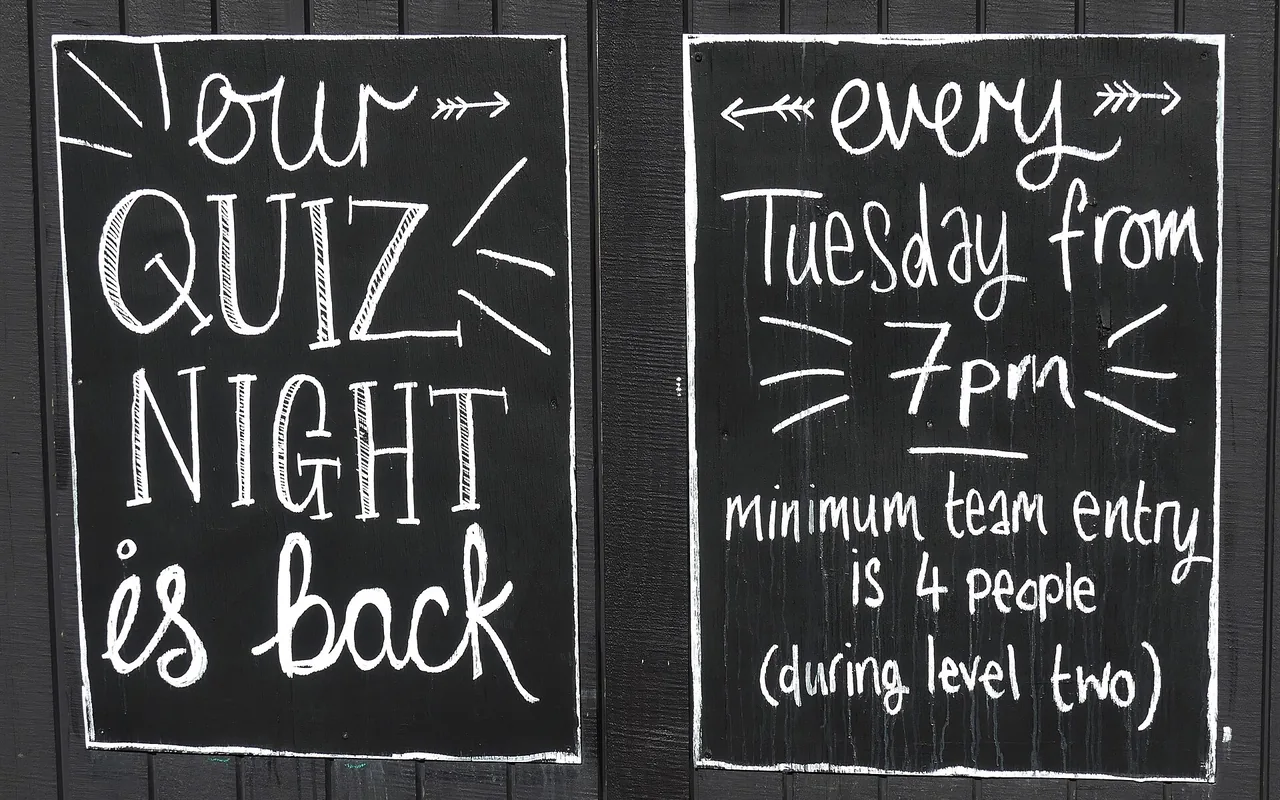 our
QUIZ
NIGHT
is back
every
Tuesday from
7pm
minimum team entry
is 4 people
(during level two)